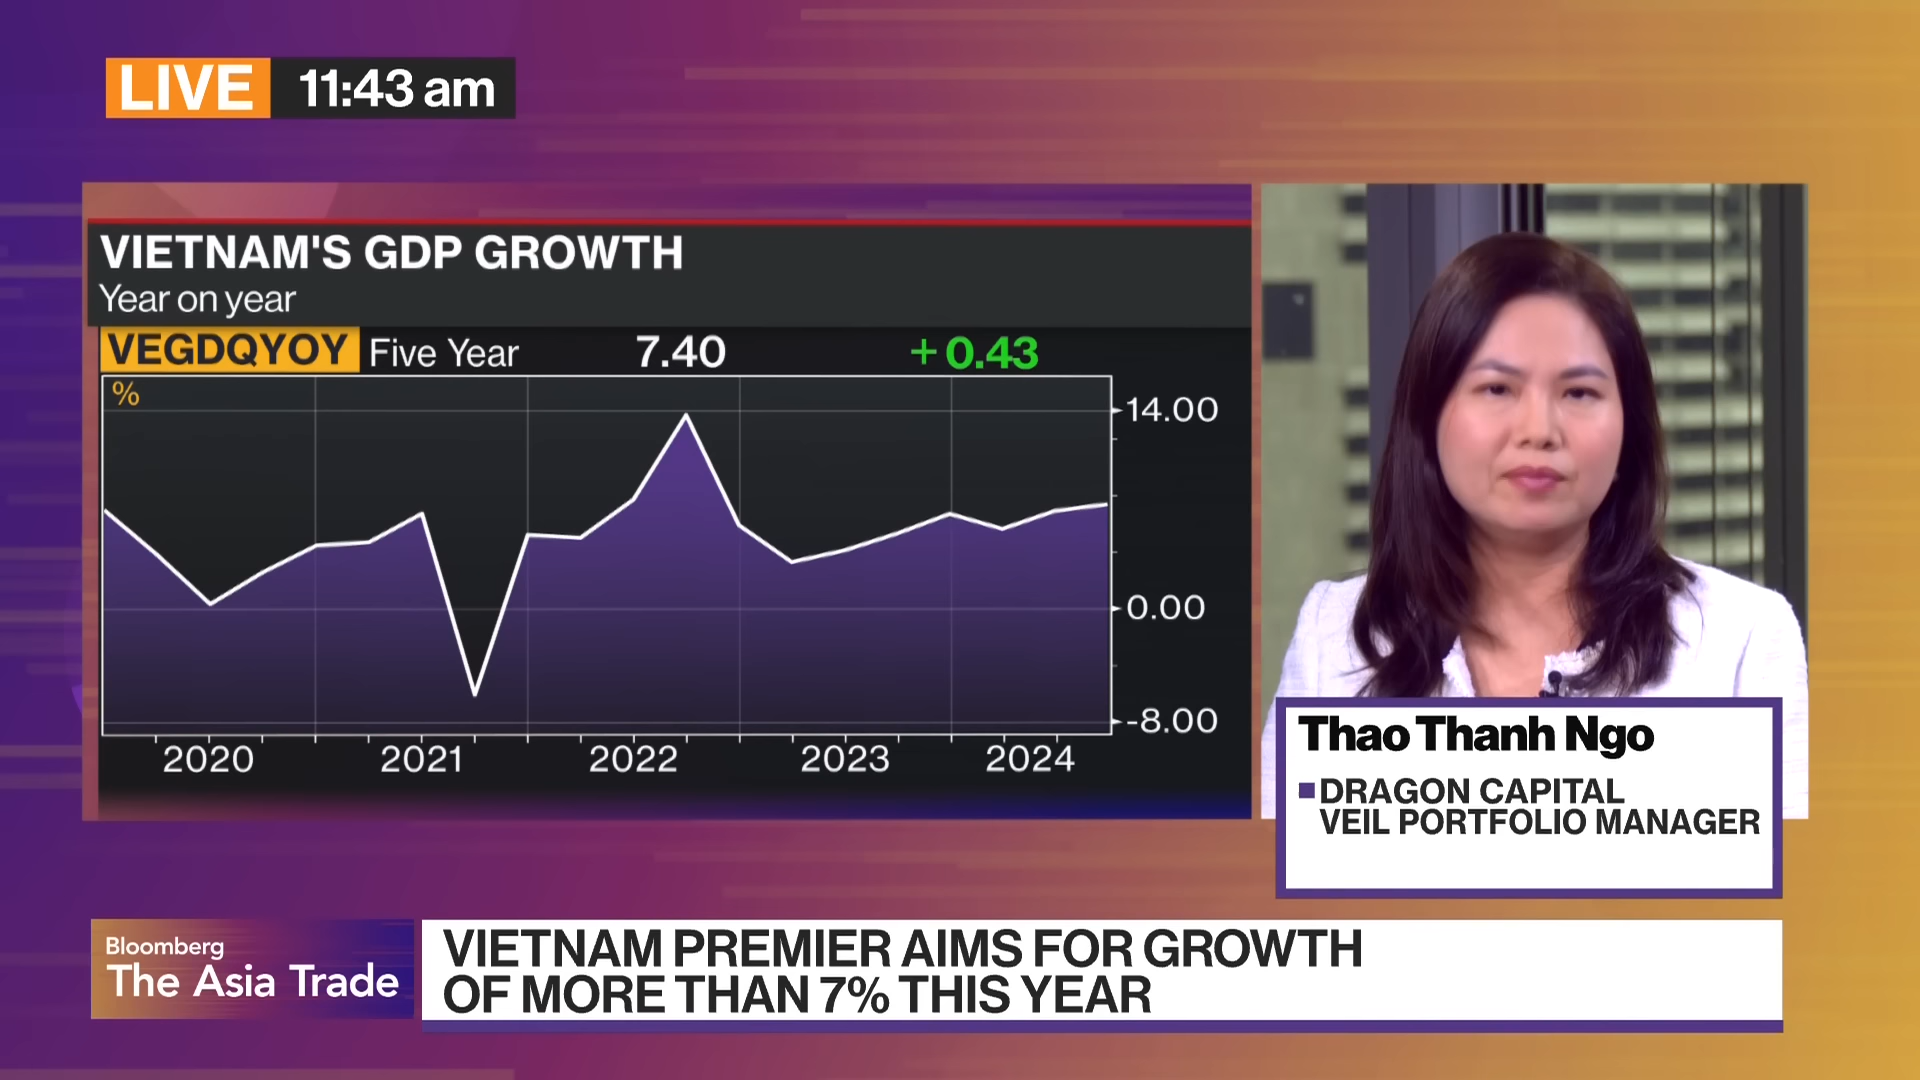 LIVE 11:43 am
VIETNAM'S GDP GROWTH
Year on year
VEGDQYOY Five Year 7.40 +0.43
%
14.00
0.00
-8.00
2020 2021 2022 2023 2024
Thao Thanh Ngo
DRAGON CAPITAL
VEIL PORTFOLIO MANAGER
Bloomberg
The Asia Trade
VIETNAM PREMIER AIMS FOR GROWTH
OF MORE THAN 7% THIS YEAR